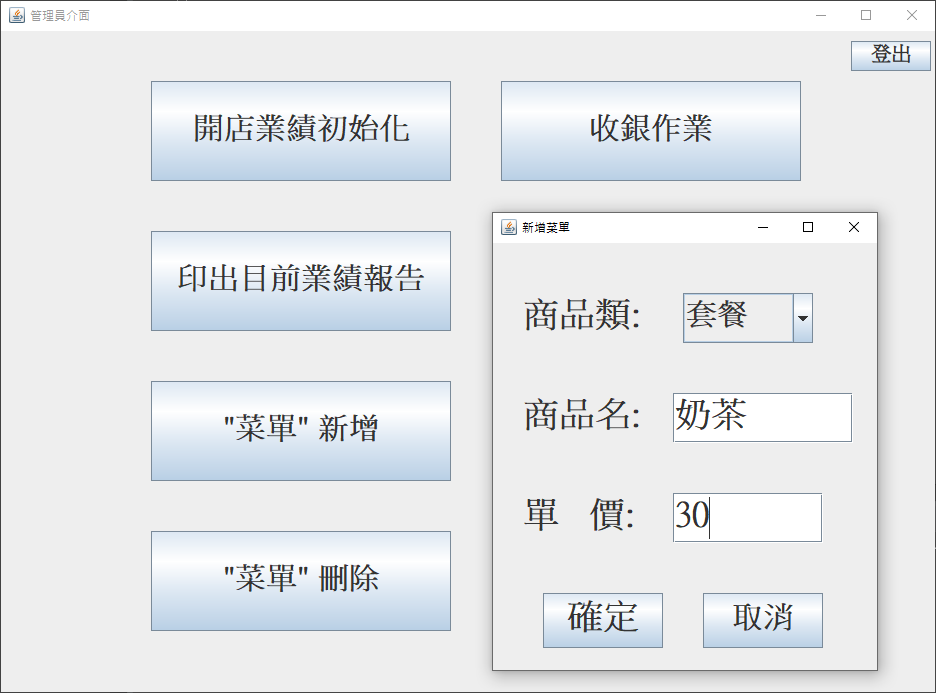 管理員介面
登出
開店業績初始化
收銀作業
印出目前業績報告
"菜單" 新增
"菜單" 刪除
新增菜單
商品類:
套餐
商品名:
奶茶
單 價:
30
確定
取消